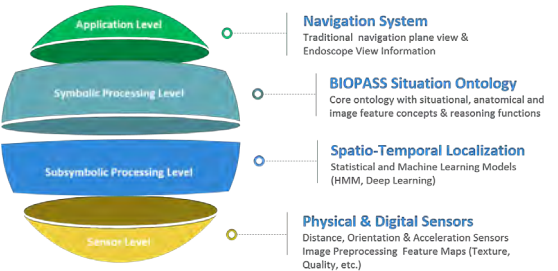 Application Level
Navigation System
Traditional navigation plane view &
Endoscope View Information
Symbolic Processing Level
BIOPASS Situation Ontology
Core ontology with situational, anatomical and
image feature concepts & reasoning functions
Subsymbolic Processing Level
Spatio-Temporal Localization
Statistical and Machine Learning Models
(HMM, Deep Learning)
Sensor Level
Physical & Digital Sensors
Distance, Orientation & Acceleration Sensors
Image Preprocessing Feature Maps (Texture,
Quality, etc.)